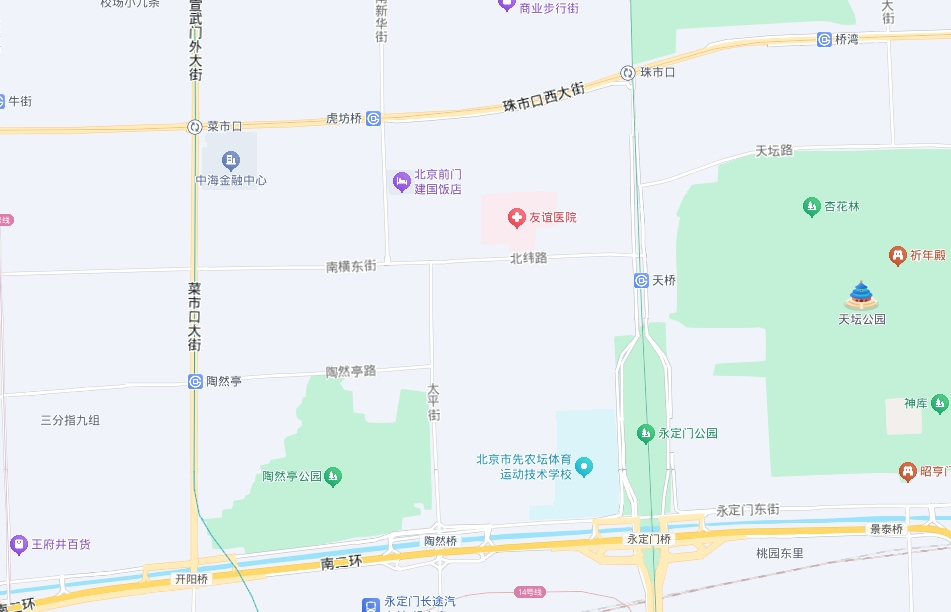 校场小九条
宣武门外大街
南新华街
商业步行街
大街
桥湾
珠市口
珠市口西大街
牛街
虎坊桥
菜市口
天坛路
中海金融中心
北京前门
建国饭店
杏花林
友谊医院
号线
祈年殿
北纬路
南横东街
天桥
天坛公园
菜市口大街
陶然亭路
陶然亭
太平街
神库
三分指九组
永定门公园
北京市先农坛体育
运动技术学校
昭亨门
陶然亭公园
永定门东街
景泰桥
王府井百货
陶然桥
永定门桥
桃园东里
南二环
开阳桥
14号线
南二环
永定门长途汽